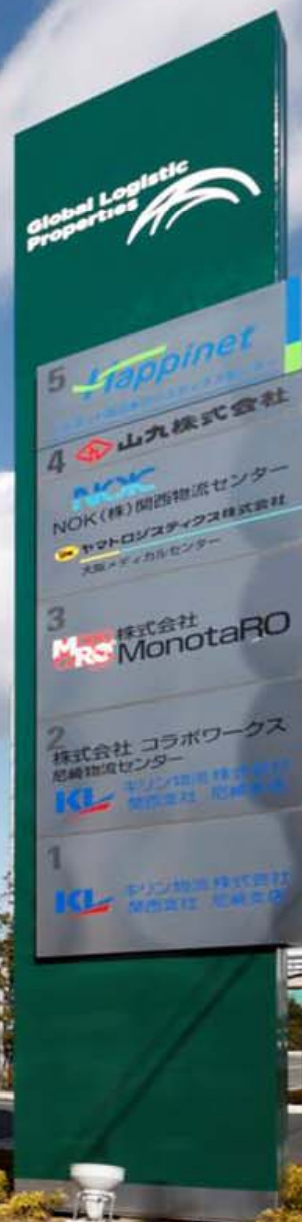 Global Logistic
Properties
5 Happinet
4 山九株式会社
NOK
NOK(株)関西物流センター
ヤマトロジスティクス株式会社
大阪メディカルセンター
3
MRO 株式会社
MonotaRO
2
株式会社 コラボワークス
尼崎物流センター
KL キリン物流株式会社
関西支社 尼崎支店
1
KL キリン物流株式会社
関西支社 尼崎支店